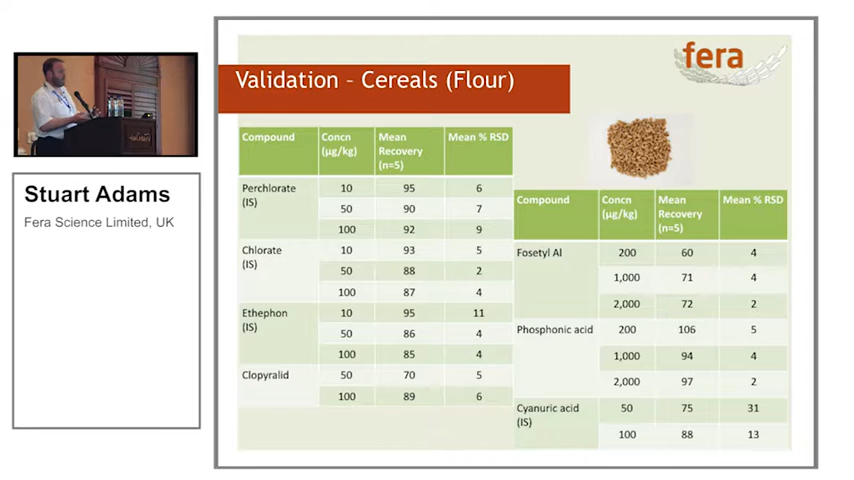 fera
Validation – Cereals (Flour)
Stuart Adams
Fera Science Limited, UK
Compound Concn (µg/kg) Mean Recovery (n=5) Mean % RSD
Perchlorate (IS) 10 95 6
50 90 7
100 92 9
Chlorate (IS) 10 93 5
50 88 2
100 87 4
Ethephon (IS) 10 95 11
50 86 4
100 85 4
Clopyralid 50 70 5
100 89 6
Compound Concn (µg/kg) Mean Recovery (n=5) Mean % RSD
Fosetyl Al 200 60 4
1,000 71 4
2,000 72 2
Phosphonic acid 200 106 5
1,000 94 4
2,000 97 2
Cyanuric acid (IS) 50 75 31
100 88 13